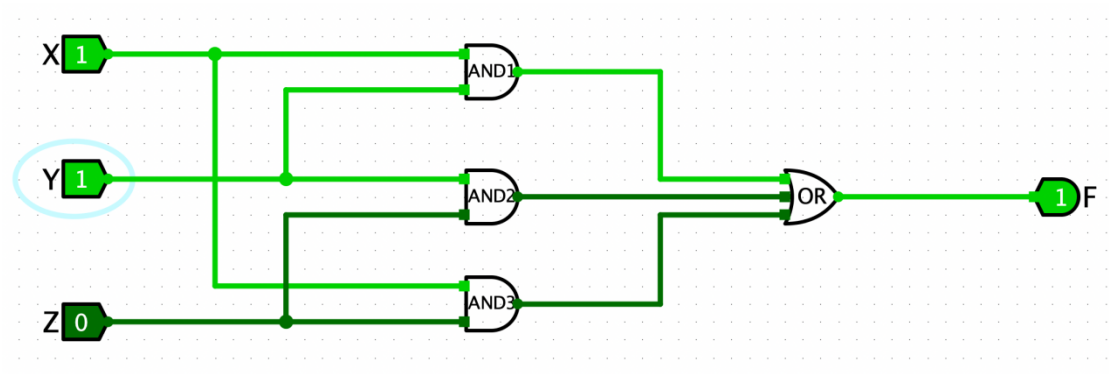 X 1
AND1
Y 1
AND2
OR
1 F
AND3
Z 0